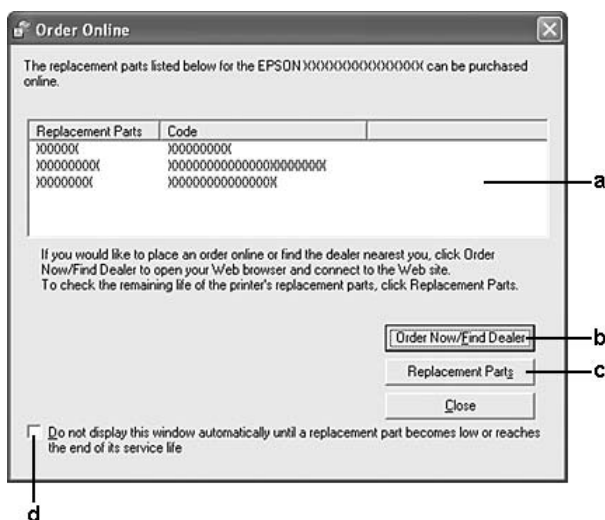 Order Online
The replacement parts listed below for the EPSON XXXXXXXXXXXXXXX can be purchased
online.
Replacement Parts Code
XXXXXX XXXXXXXXX
XXXXXXXXX XXXXXXXXXXXXXXXXXXXXXXX
XXXXXXXX XXXXXXXXXXXXXXXX
a
If you would like to place an order online or find the dealer nearest you, click Order
Now/Find Dealer to open your Web browser and connect to the Web site.
To check the remaining life of the printer's replacement parts, click Replacement Parts.
Order Now/Find Dealer b
Replacement Parts c
Close
Do not display this window automatically until a replacement part becomes low or reaches
the end of its service life
d